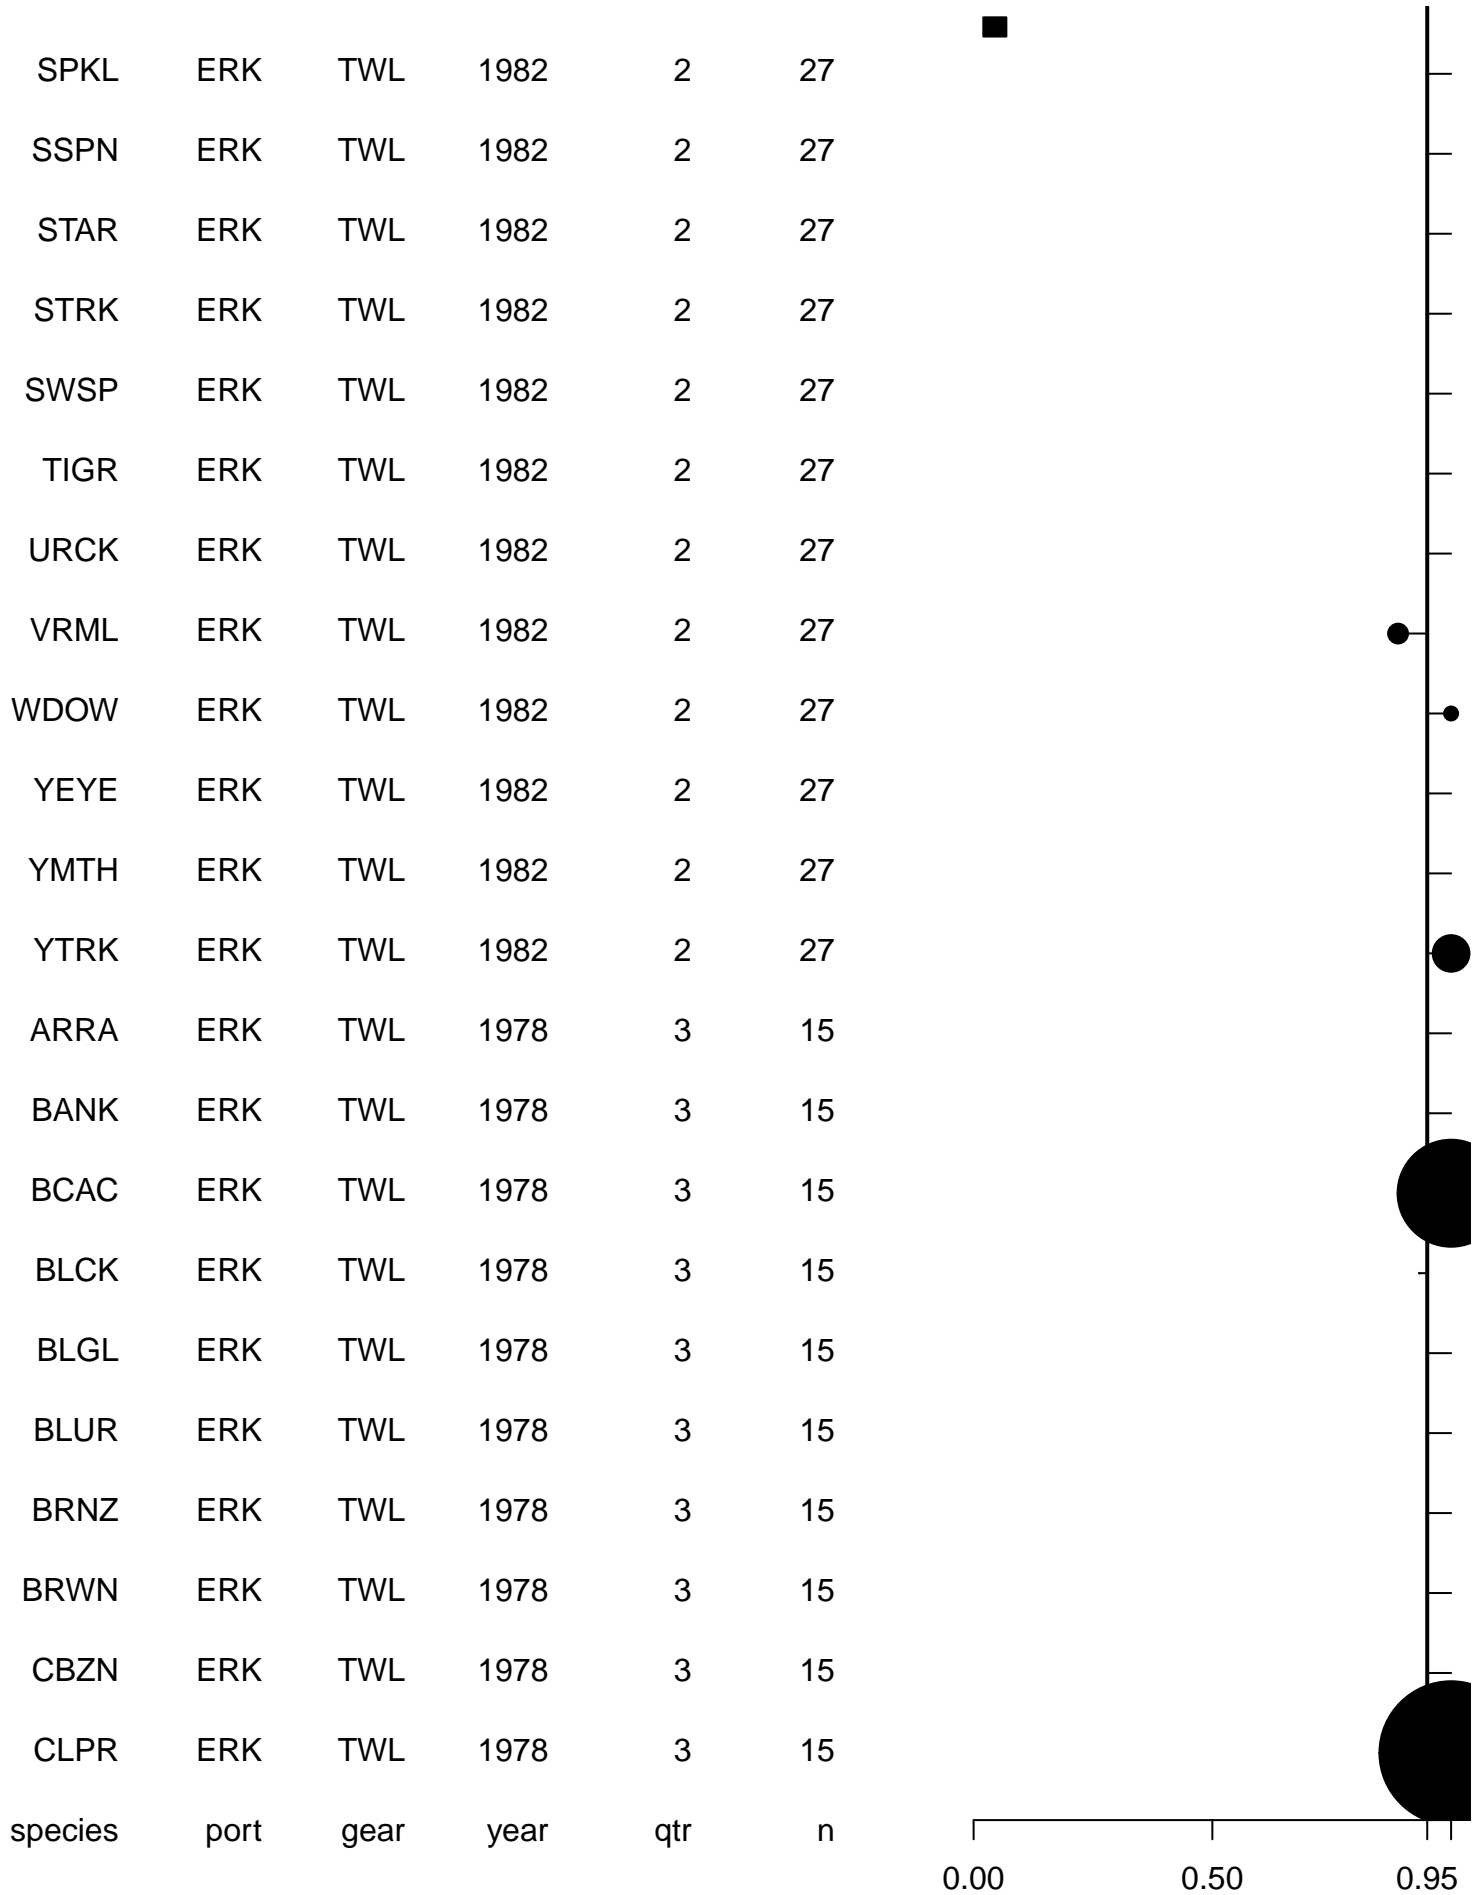 SPKL ERK TWL 1982 2 27
SSPN ERK TWL 1982 2 27
STAR ERK TWL 1982 2 27
STRK ERK TWL 1982 2 27
SWSP ERK TWL 1982 2 27
TIGR ERK TWL 1982 2 27
URCK ERK TWL 1982 2 27
VRML ERK TWL 1982 2 27
WDOW ERK TWL 1982 2 27
YEYE ERK TWL 1982 2 27
YMTH ERK TWL 1982 2 27
YTRK ERK TWL 1982 2 27
ARRA ERK TWL 1978 3 15
BANK ERK TWL 1978 3 15
BCAC ERK TWL 1978 3 15
BLCK ERK TWL 1978 3 15
BLGL ERK TWL 1978 3 15
BLUR ERK TWL 1978 3 15
BRNZ ERK TWL 1978 3 15
BRWN ERK TWL 1978 3 15
CBZN ERK TWL 1978 3 15
CLPR ERK TWL 1978 3 15
species port gear year qtr n
0.00 0.50 0.95